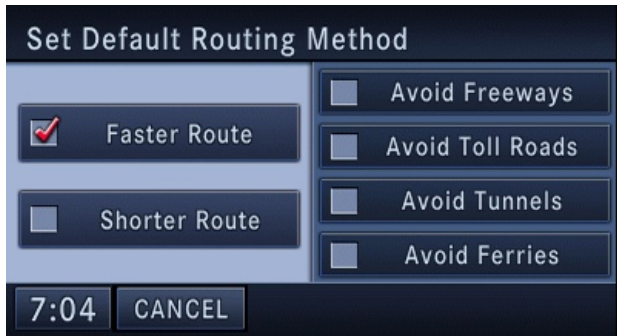 Set Default Routing Method
Faster Route
Shorter Route
Avoid Freeways
Avoid Toll Roads
Avoid Tunnels
Avoid Ferries
7:04
CANCEL